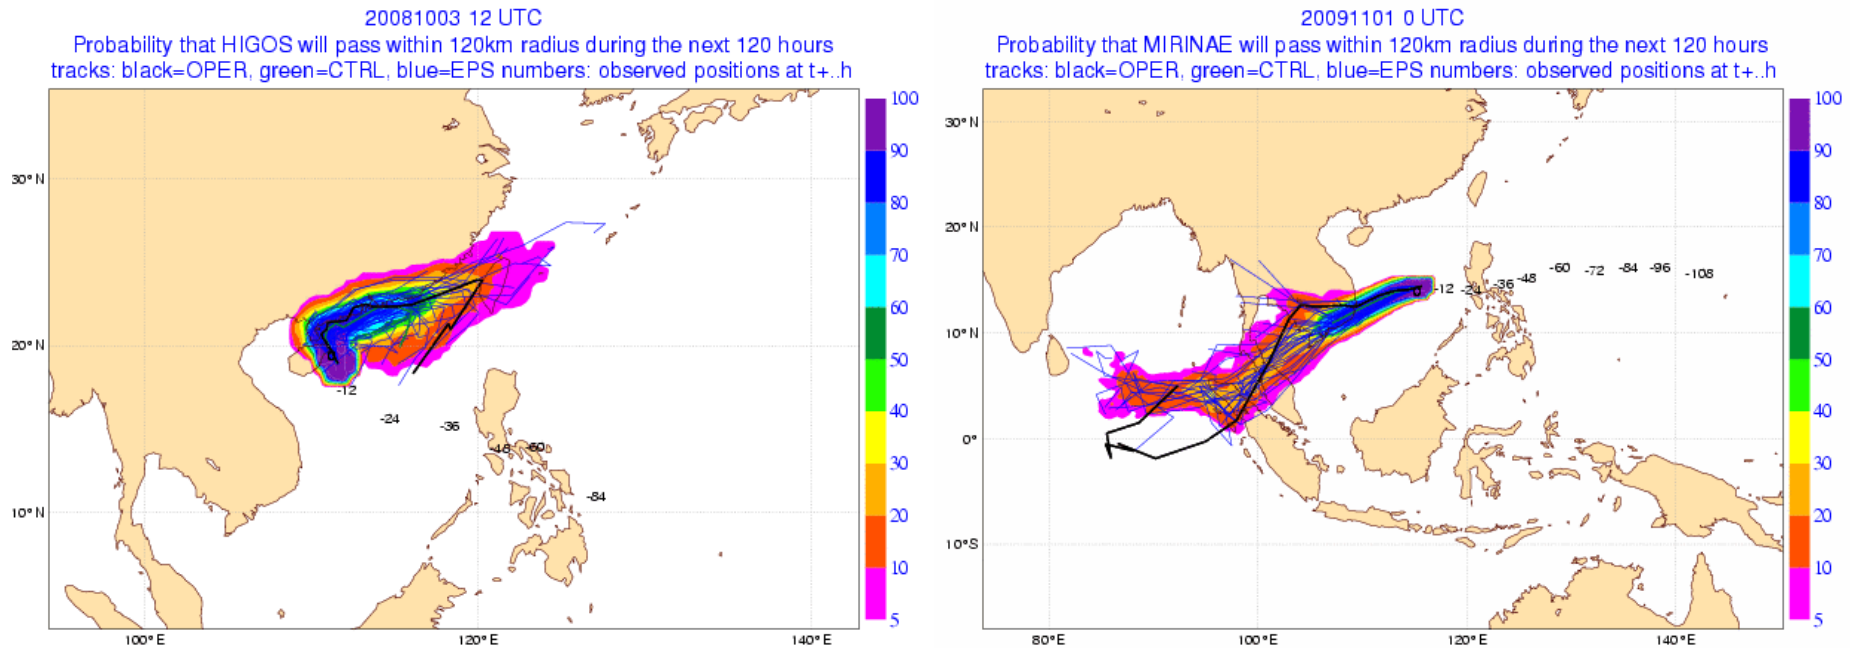 20081003 12 UTC
Probability that HIGOS will pass within 120km radius during the next 120 hours
tracks: black=OPER, green=CTRL, blue=EPS numbers: observed positions at t+..h
100
90
80
70
60
50
40
30
20
10
5
30°N
20°N
10°N
100°E
120°E
140°E
0
-12
-24
-36
-48
-60
-84
20091101 0 UTC
Probability that MIRINAE will pass within 120km radius during the next 120 hours
tracks: black=OPER, green=CTRL, blue=EPS numbers: observed positions at t+..h
100
90
80
70
60
50
40
30
20
10
5
30°N
20°N
10°N
0°
10°S
80°E
100°E
120°E
140°E
0
-12
-24
-36
-48
-60
-72
-84
-96
-108